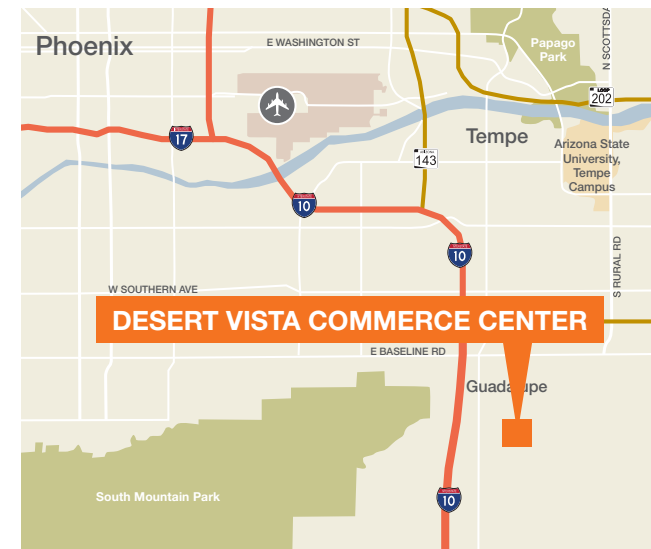 Phoenix
E WASHINGTON ST
Papago
Park
N SCOTTSDA
LOOP
202
17
Tempe
143
Arizona State
University,
Tempe
Campus
10
10
S RURAL RD
W SOUTHERN AVE
DESERT VISTA COMMERCE CENTER
E BASELINE RD
Guadalupe
South Mountain Park
10